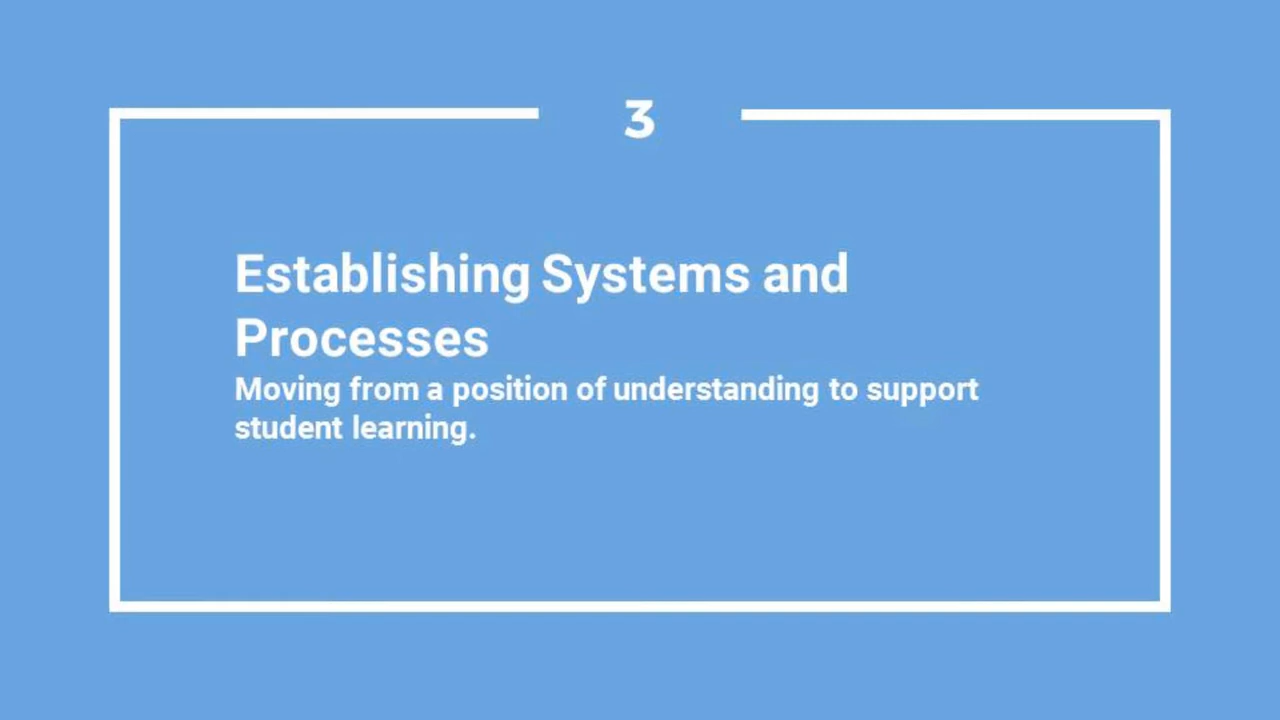 3
Establishing Systems and
Processes
Moving from a position of understanding to support
student learning.